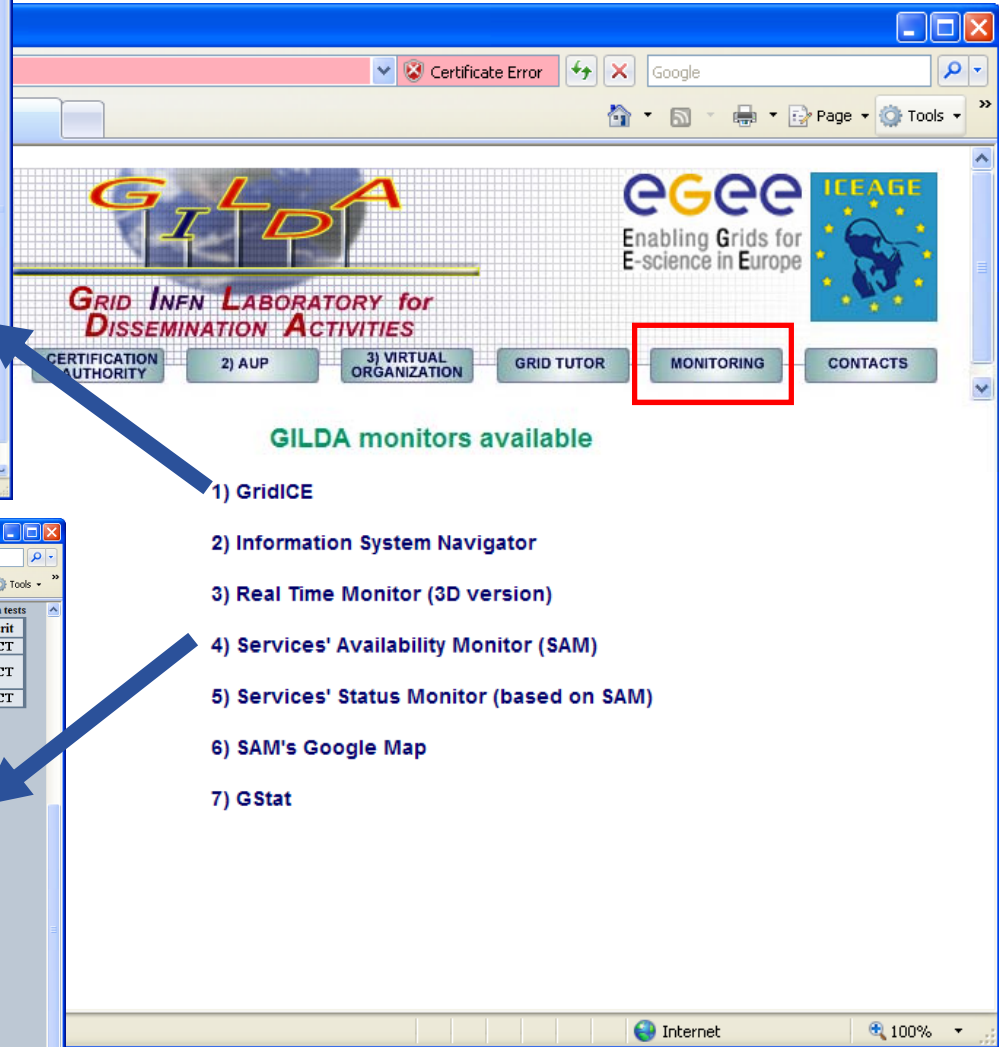 Certificate Error
Google
Page
Tools
»
GILDA
GRID INFN LABORATORY for
DISSEMINATION ACTIVITIES
eGee
Enabling Grids for
E-science in Europe
ICEAGE
CERTIFICATION
AUTHORITY
2) AUP
3) VIRTUAL
ORGANIZATION
GRID TUTOR
MONITORING
CONTACTS
GILDA monitors available
1) GridICE
2) Information System Navigator
3) Real Time Monitor (3D version)
4) Services' Availability Monitor (SAM)
5) Services' Status Monitor (based on SAM)
6) SAM's Google Map
7) GStat
Tools
»
tests
Internet
100%